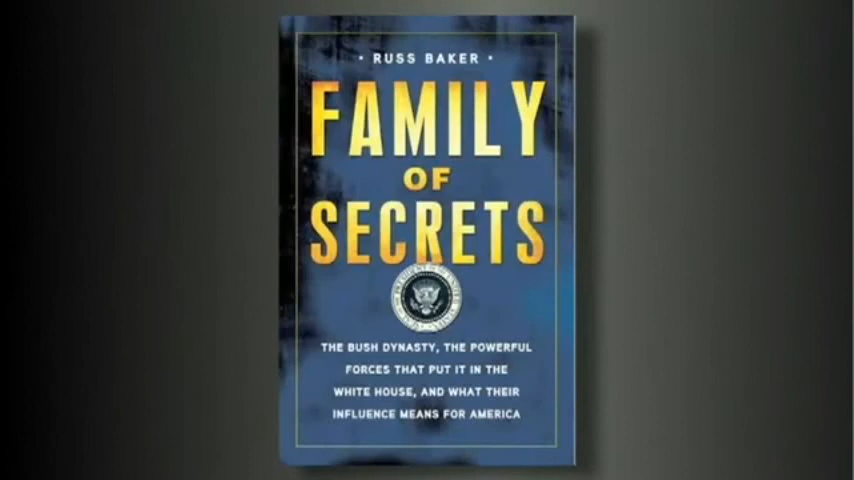 • RUSS BAKER •
FAMILY
OF
SECRETS
THE BUSH DYNASTY, THE POWERFUL
FORCES THAT PUT IT IN THE
WHITE HOUSE, AND WHAT THEIR
INFLUENCE MEANS FOR AMERICA